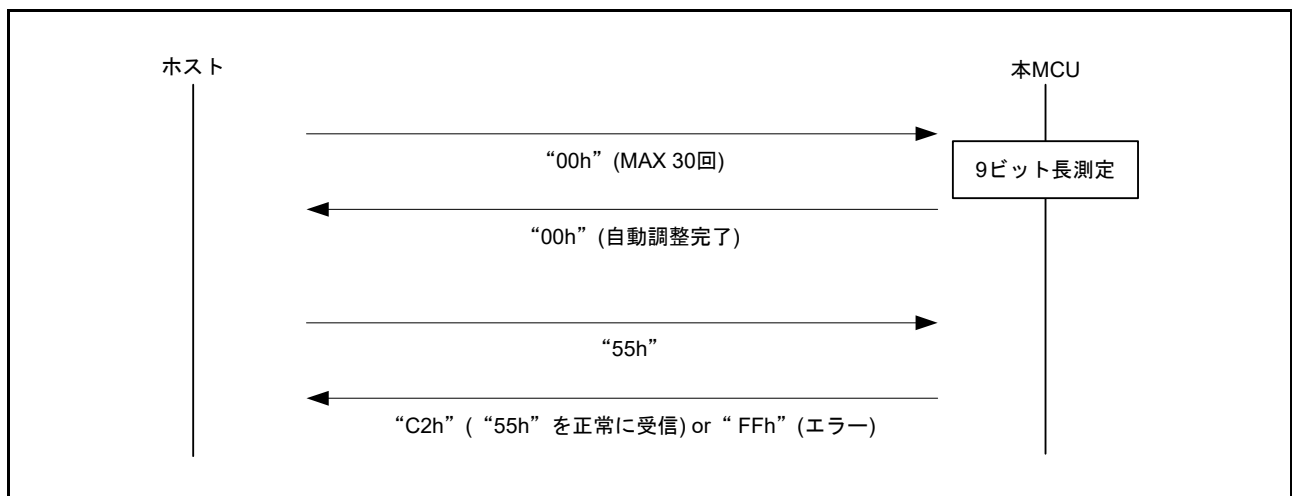 ホスト
本MCU
“00h” (MAX 30回)
9ビット長測定
“00h” (自動調整完了)
“55h”
“C2h” ( “55h” を正常に受信) or “ FFh” (エラー)